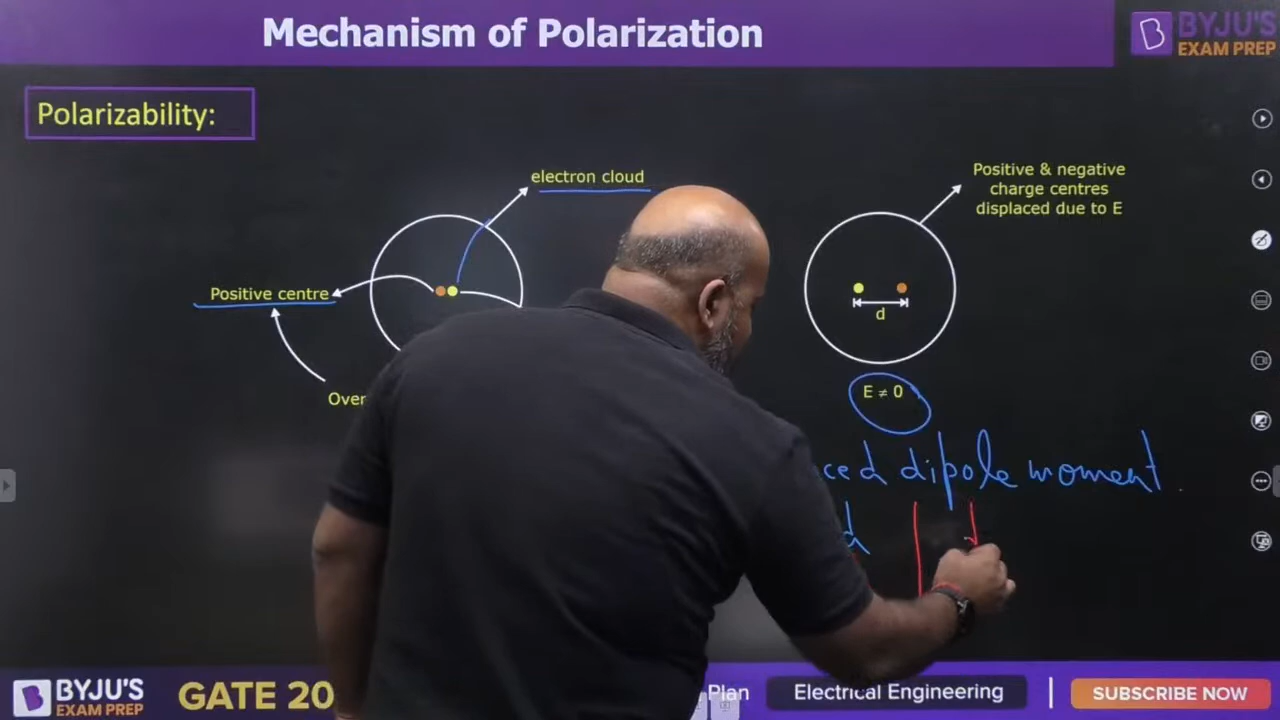 Mechanism of Polarization
BYJU'S
EXAM PREP
Polarizability:
electron cloud
Positive & negative
charge centres
displaced due to E
Positive centre
d
Over
E ≠ 0
ced dipole moment
d
BYJU'S
EXAM PREP
GATE 20
Plan
Electrical Engineering
SUBSCRIBE NOW